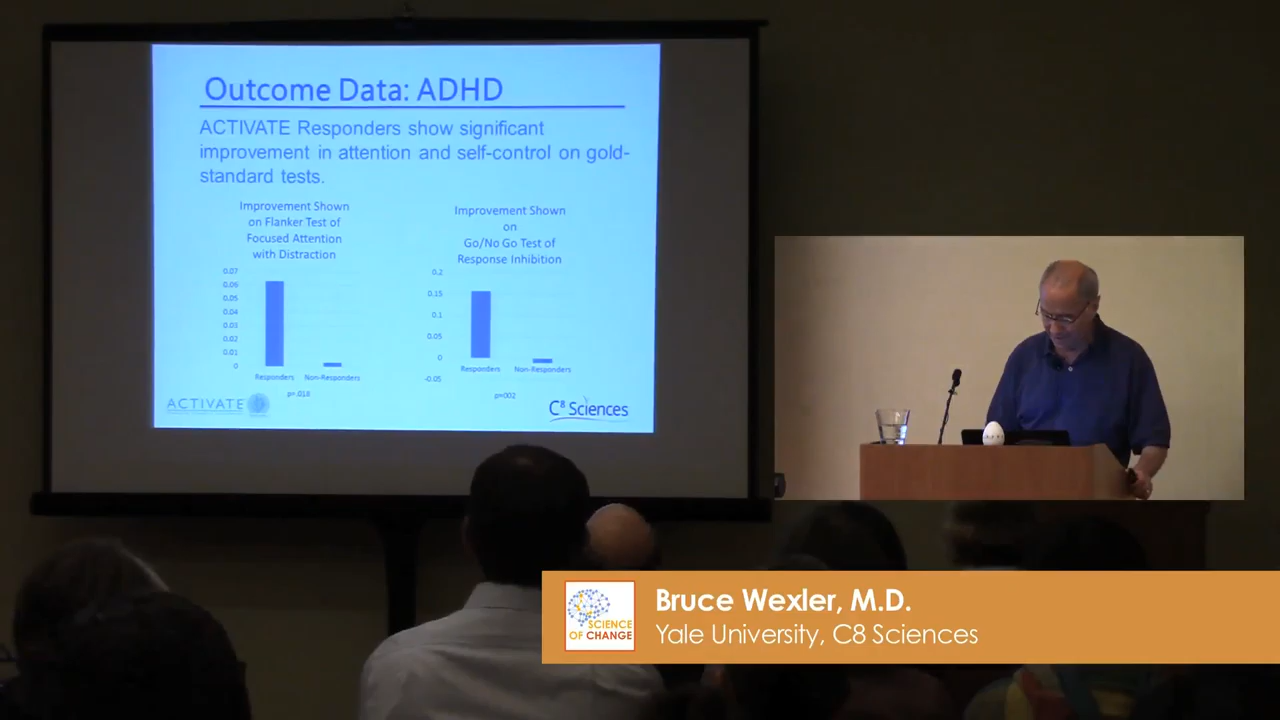 Outcome Data: ADHD
ACTIVATE Responders show significant
improvement in attention and self-control on gold-
standard tests.
Improvement Shown
on Flanker Test of
Focused Attention
with Distraction
0.07
0.06
0.05
0.04
0.03
0.02
0.01
0
Responders Non-Responders
p=.018
Improvement Shown
on
Go/No Go Test of
Response Inhibition
0.2
0.15
0.1
0.05
0
-0.05
Responders Non-Responders
p=002
ACTIVATE
C8 Sciences
SCIENCE
OF CHANGE
Bruce Wexler, M.D.
Yale University, C8 Sciences